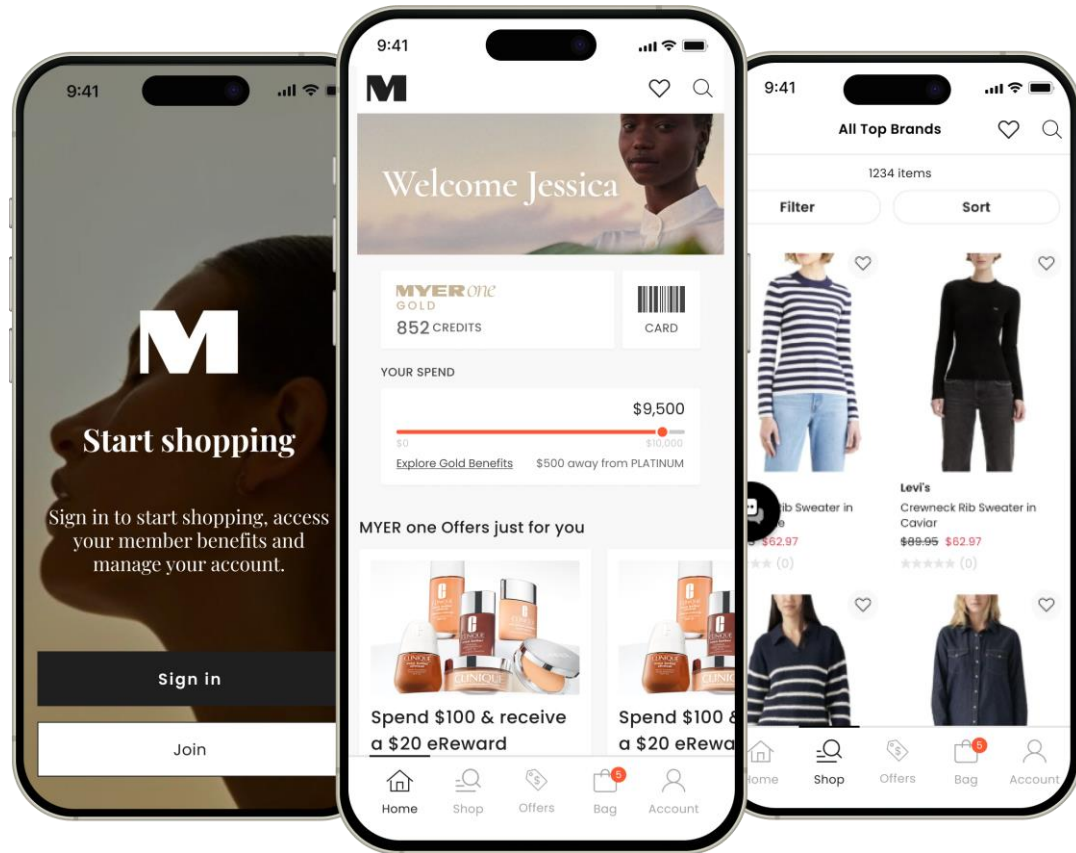 9:41
M
Start shopping
Sign in to start shopping, access
your member benefits and
manage your account.
Sign in
Join
9:41
M
Welcome Jessica
MYER one
GOLD
852 CREDITS
CARD
YOUR SPEND
$9,500
$0 $10,000
Explore Gold Benefits $500 away from PLATINUM
MYER one Offers just for you
CLINIQUE
CLINIQUE
CLINIQUE
CLINIQUE
Spend $100 & receive
a $20 eReward
Spend $100 &
a $20 eRewa
Home Shop Offers Bag 5 Account
9:41
All Top Brands
1234 items
Filter Sort
Rib Sweater in
$62.97
(0)
Levi's
Crewneck Rib Sweater in
Caviar
$89.95 $62.97
(0)
Home Shop Offers Bag 5 Account